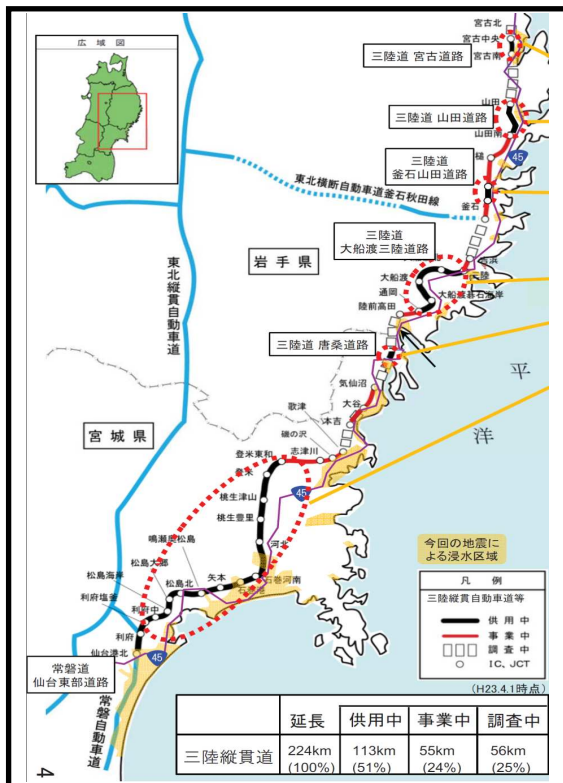 広域図
宮古北
宮古中央
宮古南
三陸道 宮古道路
山田
三陸道 山田道路
山田南
45
三陸道
釜石山田道路
釜石
東北横断自動車道釜石秋田線
三陸道
大船渡三陸道路
岩手県
三陸
大船渡
大船渡碁石海岸
通岡
陸前高田
東北縦貫自動車道
三陸道 唐桑道路
平
洋
気仙沼
大谷
本吉
歌津
宮城県
磯の沢
志津川
登米東和
登米
45
桃生津山
桃生豊里
河北
鳴瀬奥松島
松島大郷
石巻河南
矢本
松島海岸
松島北
利府塩釜
利府中
利府
仙台港北
45
常磐道
仙台東部道路
常磐自動車道
今回の地震に
よる浸水区域
凡 例
三陸縦貫自動車道等
供用中
事業中
調査中
IC、JCT
(H23.4.1時点)
延長 供用中 事業中 調査中
三陸縦貫道 224km 113km 55km 56km
(100%) (51%) (24%) (25%)
4